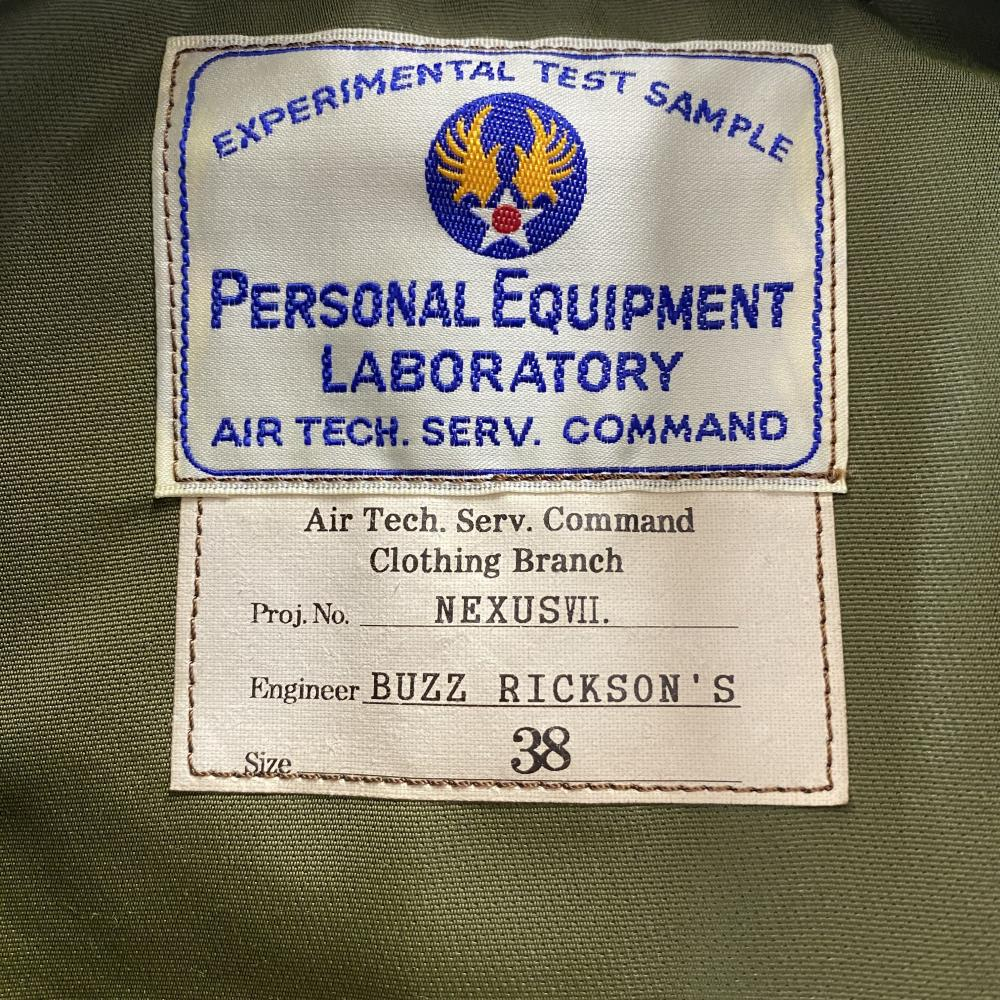 EXPERIMENTAL TEST SAMPLE
PERSONAL EQUIPMENT
LABORATORY
AIR TECH. SERV. COMMAND
Air Tech. Serv. Command
Clothing Branch
Proj. No. NEXUSⅦ.
Engineer BUZZ RICKSON'S
Size 38